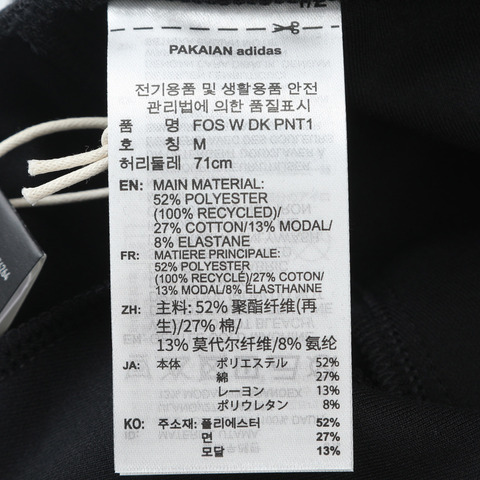 PAKAIAN adidas
전기용품 및 생활용품 안전
관리법에 의한 품질표시
품 명 FOS W DK PNT1
호 칭 M
허리둘레 71cm
EN: MAIN MATERIAL:
52% POLYESTER
(100% RECYCLED)/
27% COTTON/13% MODAL/
8% ELASTANE
FR: MATIERE PRINCIPALE:
52% POLYESTER
(100% RECYCLÉ)/27% COTON/
13% MODAL/8% ELASTHANNE
ZH: 主料: 52% 聚酯纤维(再
生)/27% 棉/
13% 莫代尔纤维/8% 氨纶
JA: 本体 ポリエステル 52%
綿 27%
レーヨン 13%
ポリウレタン 8%
KO: 주소재: 폴리에스터 52%
면 27%
모달 13%